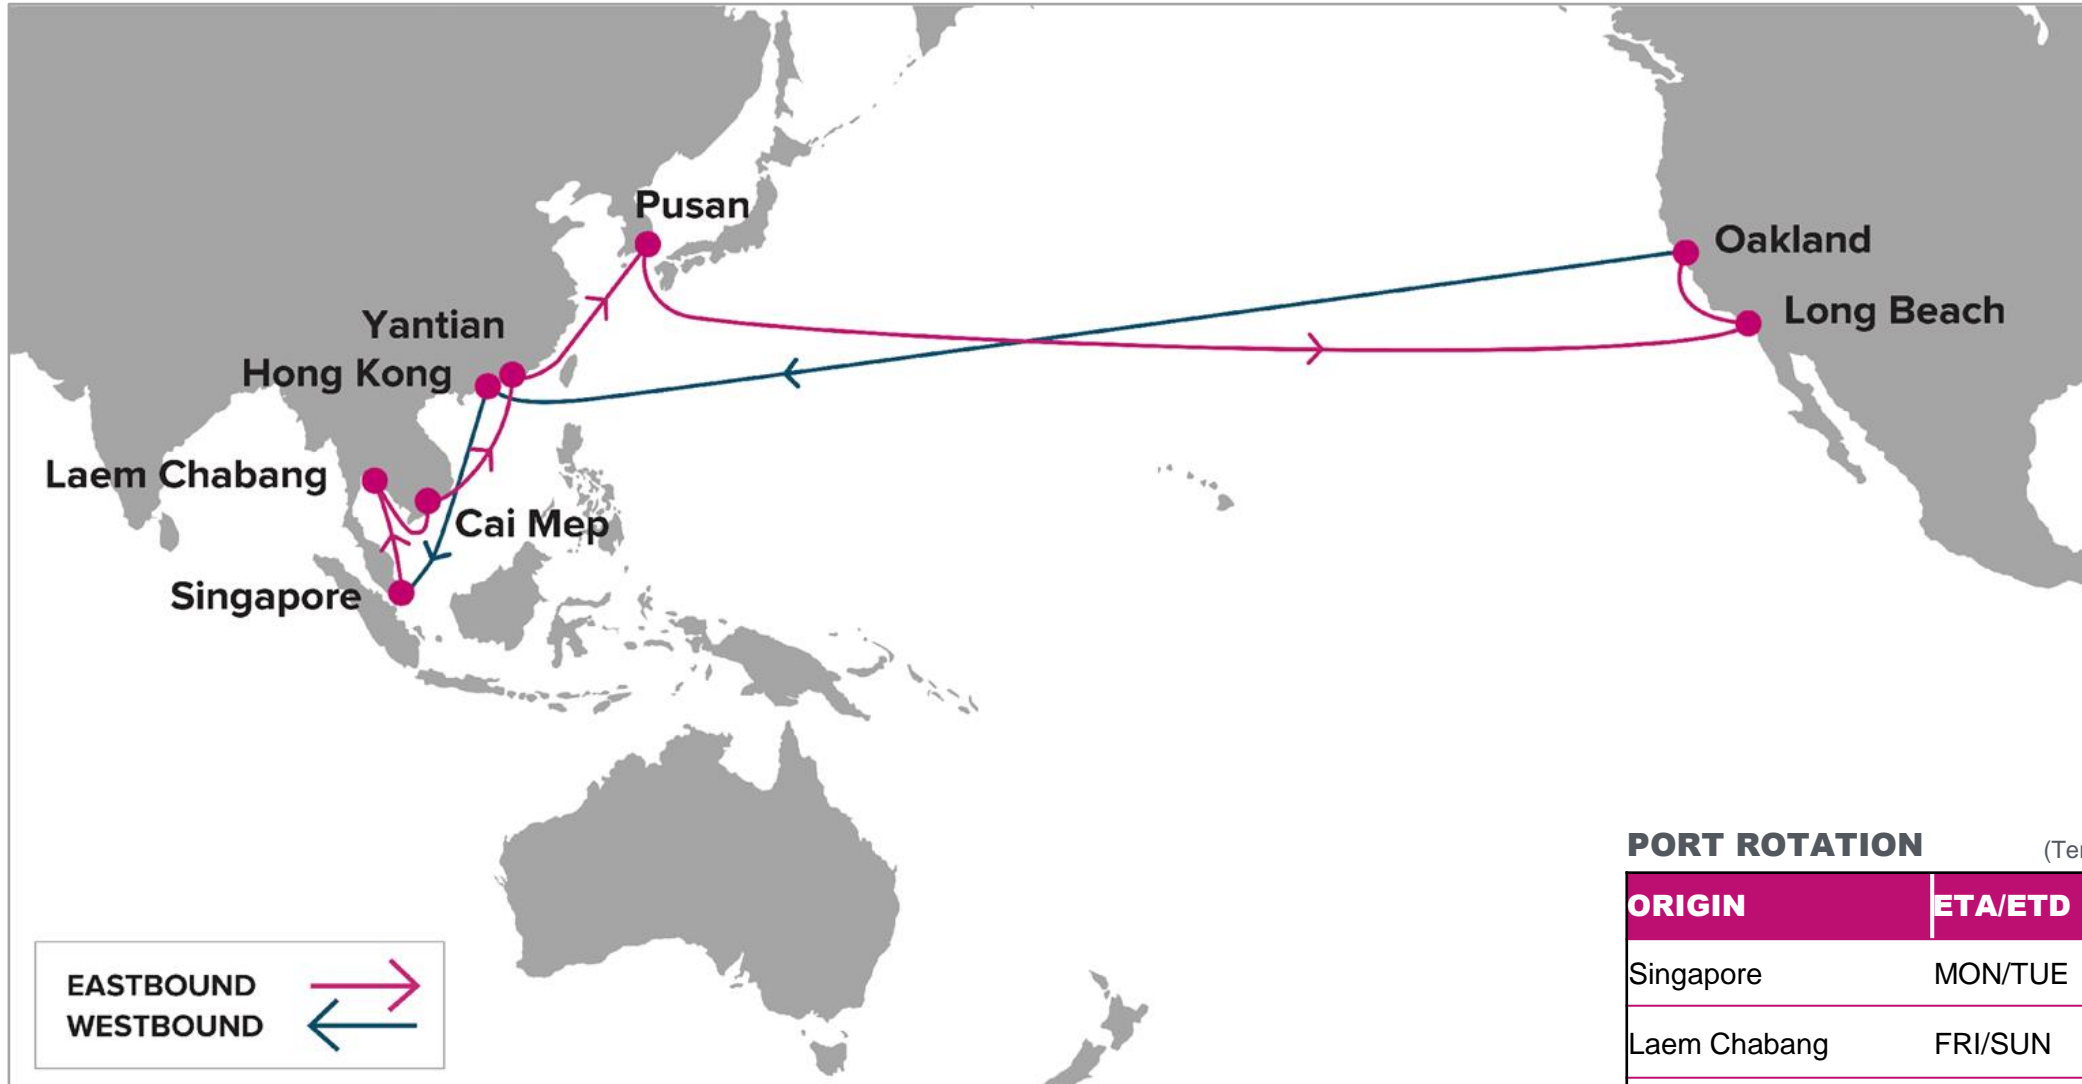 Pusan
Oakland
Long Beach
Yantian
Hong Kong
Laem Chabang
Cai Mep
Singapore
PORT ROTATION
ORIGIN ETA/ETD
Singapore MON/TUE
Laem Chabang FRI/SUN
EASTBOUND
WESTBOUND